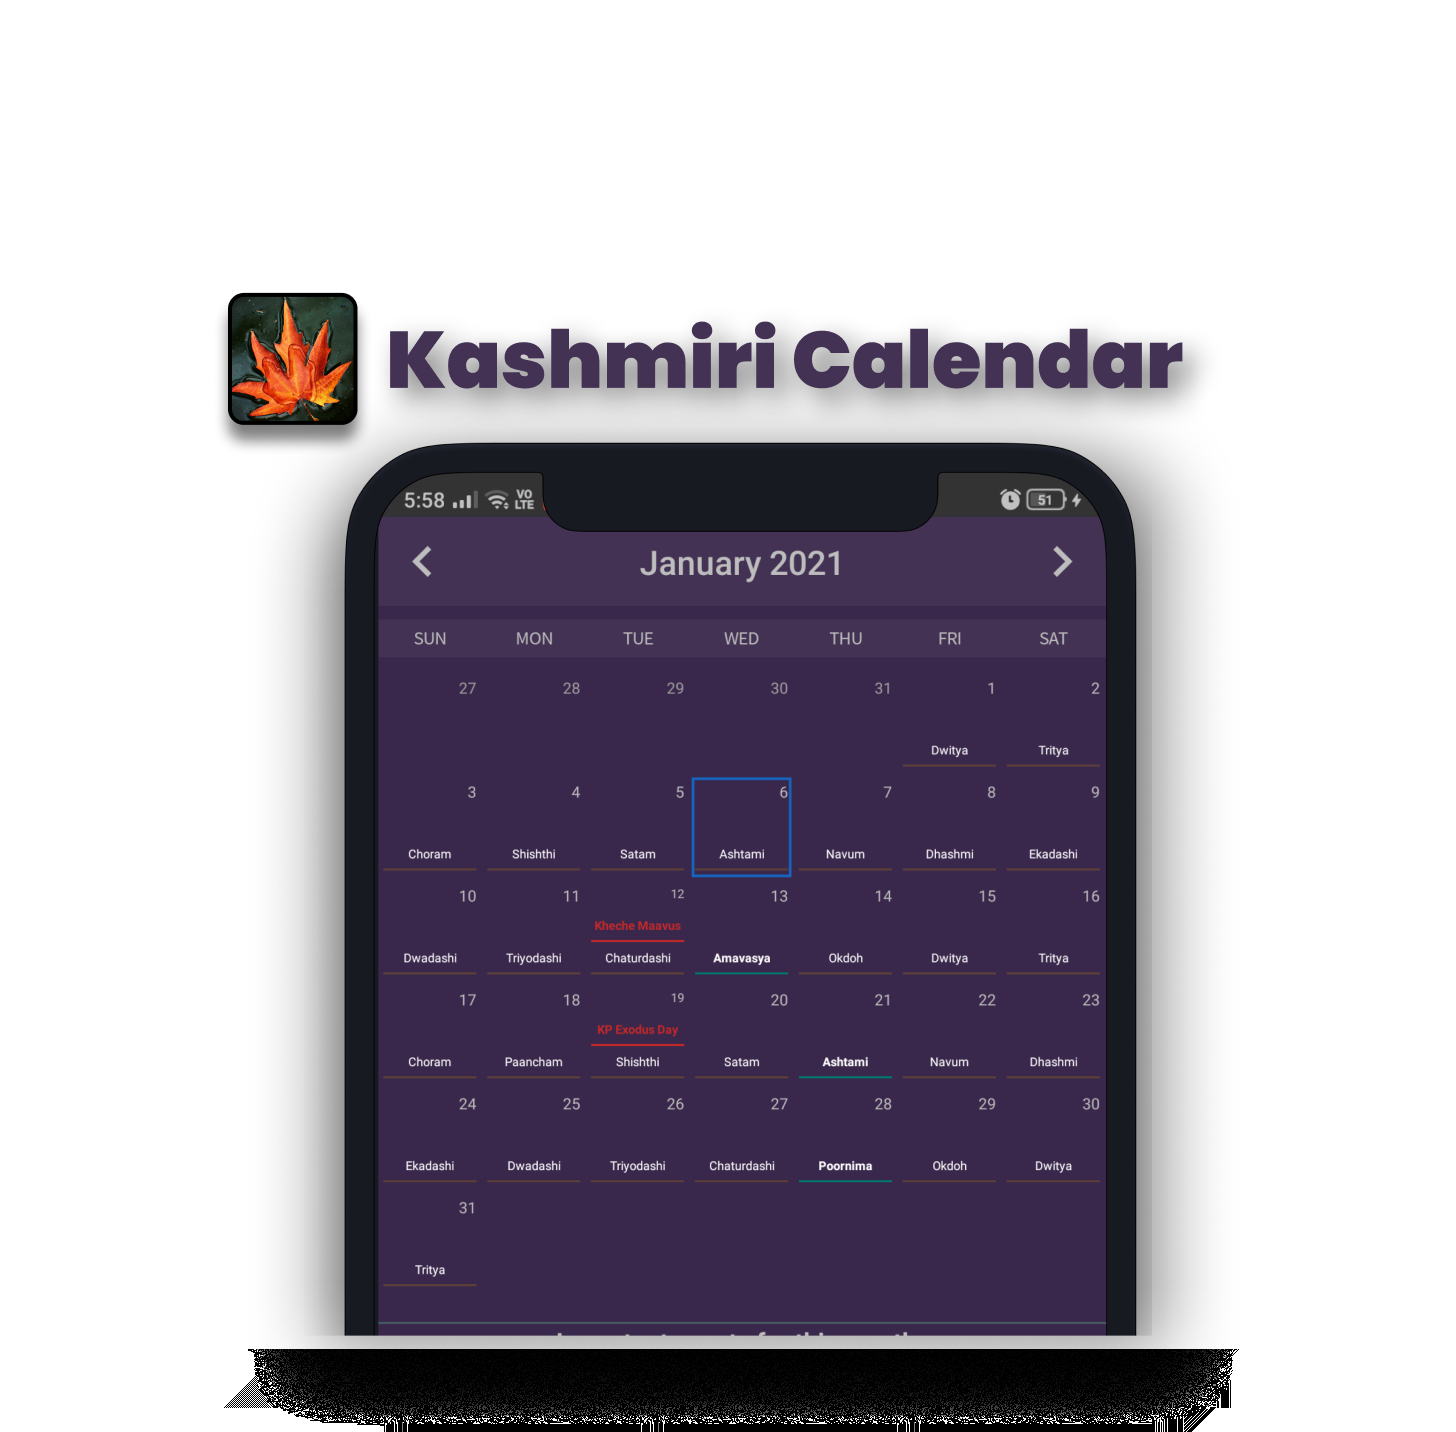 Kashmiri Calendar
5:58 VO LTE 51
January 2021
SUN MON TUE WED THU FRI SAT
27 28 29 30 31 1 2
Dwitya Tritya
3 4 5 6 7 8 9
Choram Shishthi Satam Ashtami Navum Dhashmi Ekadashi
10 11 12 13 14 15 16
Kheche Maavus
Dwadashi Triyodashi Chaturdashi Amavasya Okdoh Dwitya Tritya
17 18 19 20 21 22 23
KP Exodus Day
Choram Paancham Shishthi Satam Ashtami Navum Dhashmi
24 25 26 27 28 29 30
Ekadashi Dwadashi Triyodashi Chaturdashi Poornima Okdoh Dwitya
31
Tritya